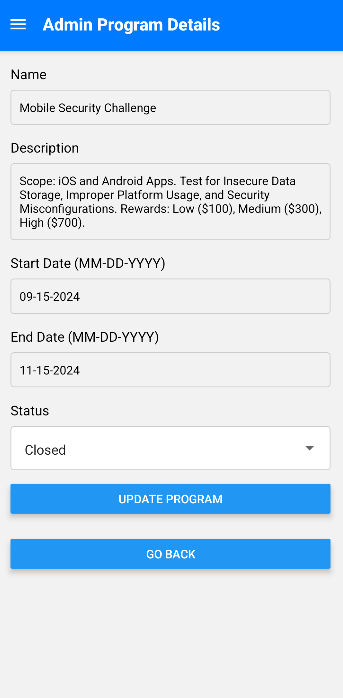 Admin Program Details
Name
Mobile Security Challenge
Description
Scope: iOS and Android Apps. Test for Insecure Data
Storage, Improper Platform Usage, and Security
Misconfigurations. Rewards: Low ($100), Medium ($300),
High ($700).
Start Date (MM-DD-YYYY)
09-15-2024
End Date (MM-DD-YYYY)
11-15-2024
Status
Closed
UPDATE PROGRAM
GO BACK